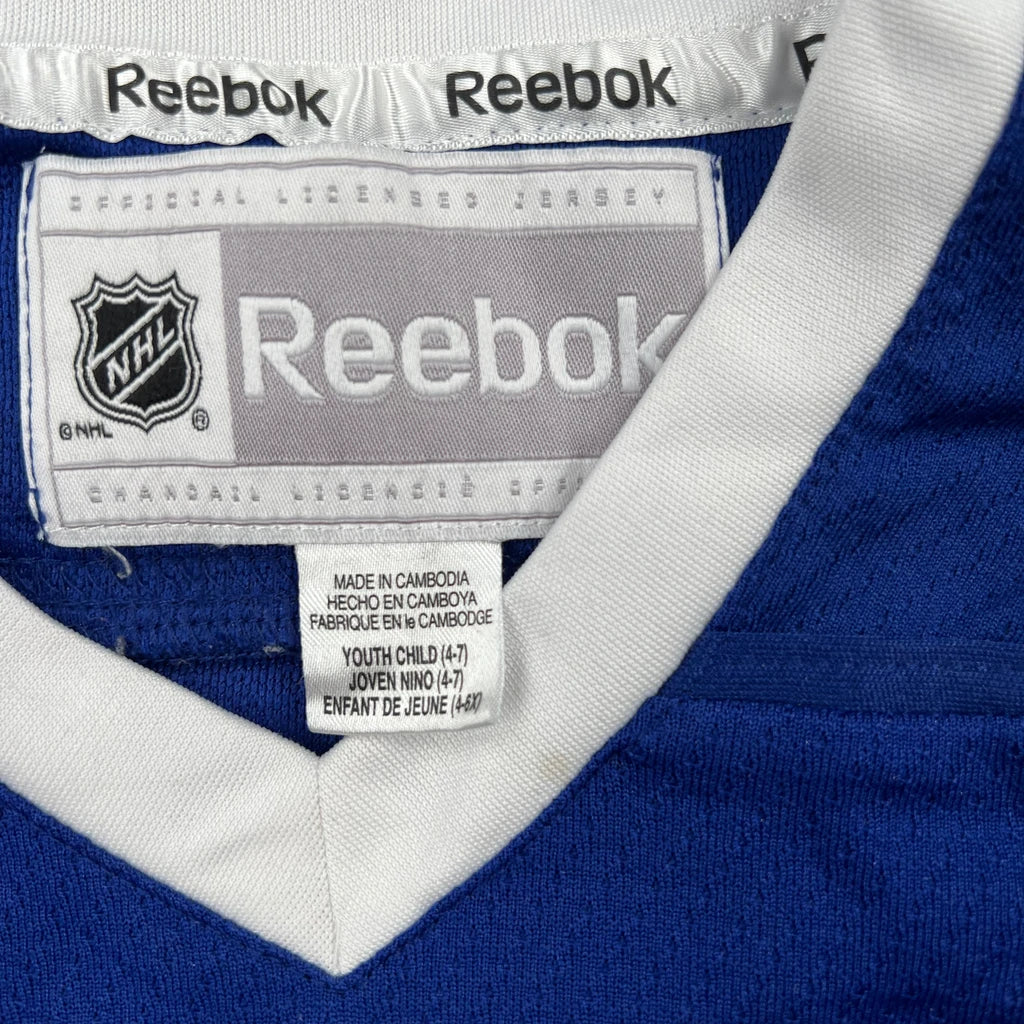 Reebok Reebok
OFFICIAL LICENSED JERSEY
NHL
Reebok
©NHL ®
CHANDAIL LICENCIÉ OFF
MADE IN CAMBODIA
HECHO EN CAMBOYA
FABRIQUE EN le CAMBODGE
YOUTH CHILD (4-7)
JOVEN NINO (4-7)
ENFANT DE JEUNE (4-6X)